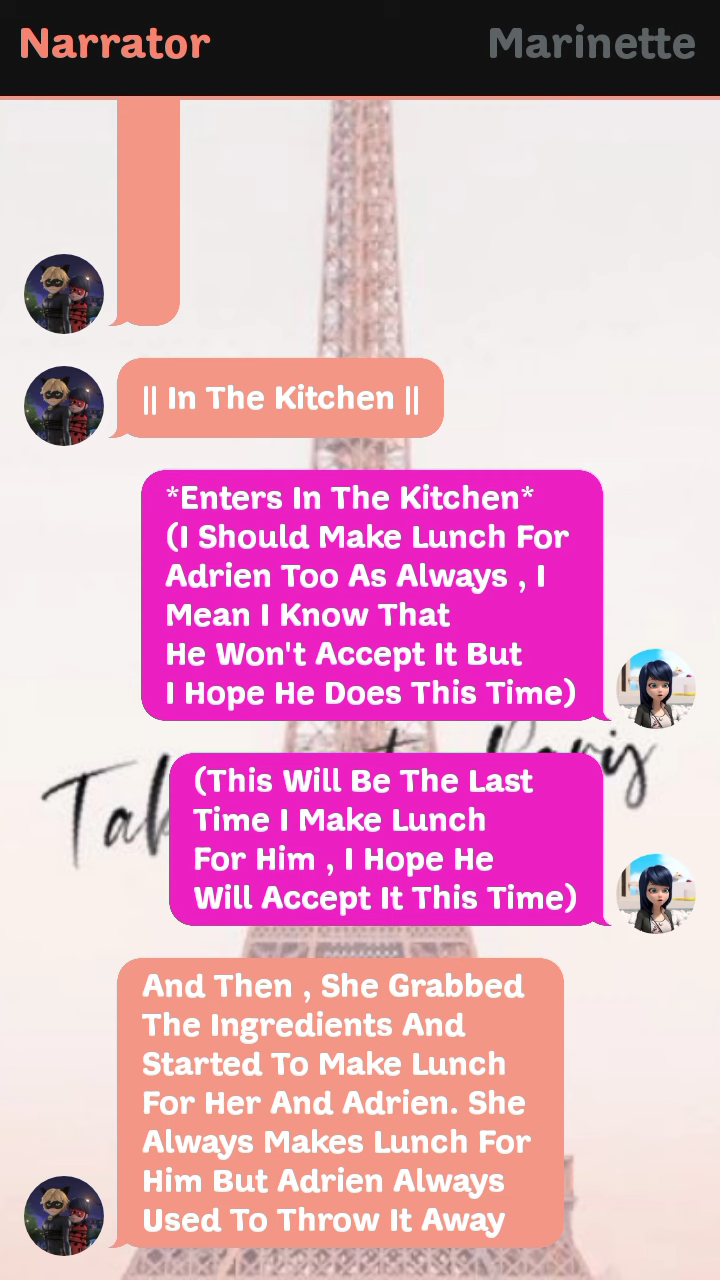 Narrator
Marinette
|| In The Kitchen ||
*Enters In The Kitchen*
(I Should Make Lunch For
Adrien Too As Always , I
Mean I Know That
He Won't Accept It But
I Hope He Does This Time)
(This Will Be The Last
Time I Make Lunch
For Him , I Hope He
Will Accept It This Time)
And Then , She Grabbed
The Ingredients And
Started To Make Lunch
For Her And Adrien. She
Always Makes Lunch For
Him But Adrien Always
Used To Throw It Away